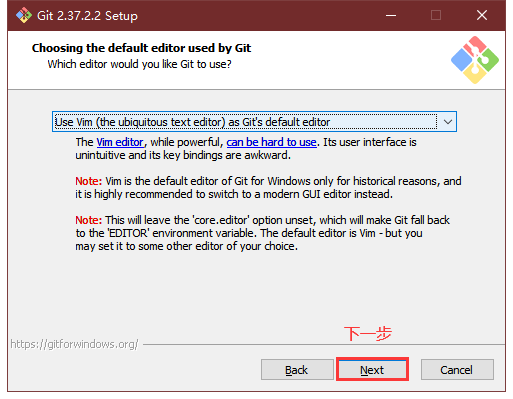 Git 2.37.2.2 Setup
Choosing the default editor used by Git
Which editor would you like Git to use?
Use Vim (the ubiquitous text editor) as Git's default editor
The Vim editor, while powerful, can be hard to use. Its user interface is
unintuitive and its key bindings are awkward.
Note: Vim is the default editor of Git for Windows only for historical reasons, and
it is highly recommended to switch to a modern GUI editor instead.
Note: This will leave the 'core.editor' option unset, which will make Git fall back
to the 'EDITOR' environment variable. The default editor is Vim - but you
may set it to some other editor of your choice.
下一步
https://gitforwindows.org/
Back
Next
Cancel